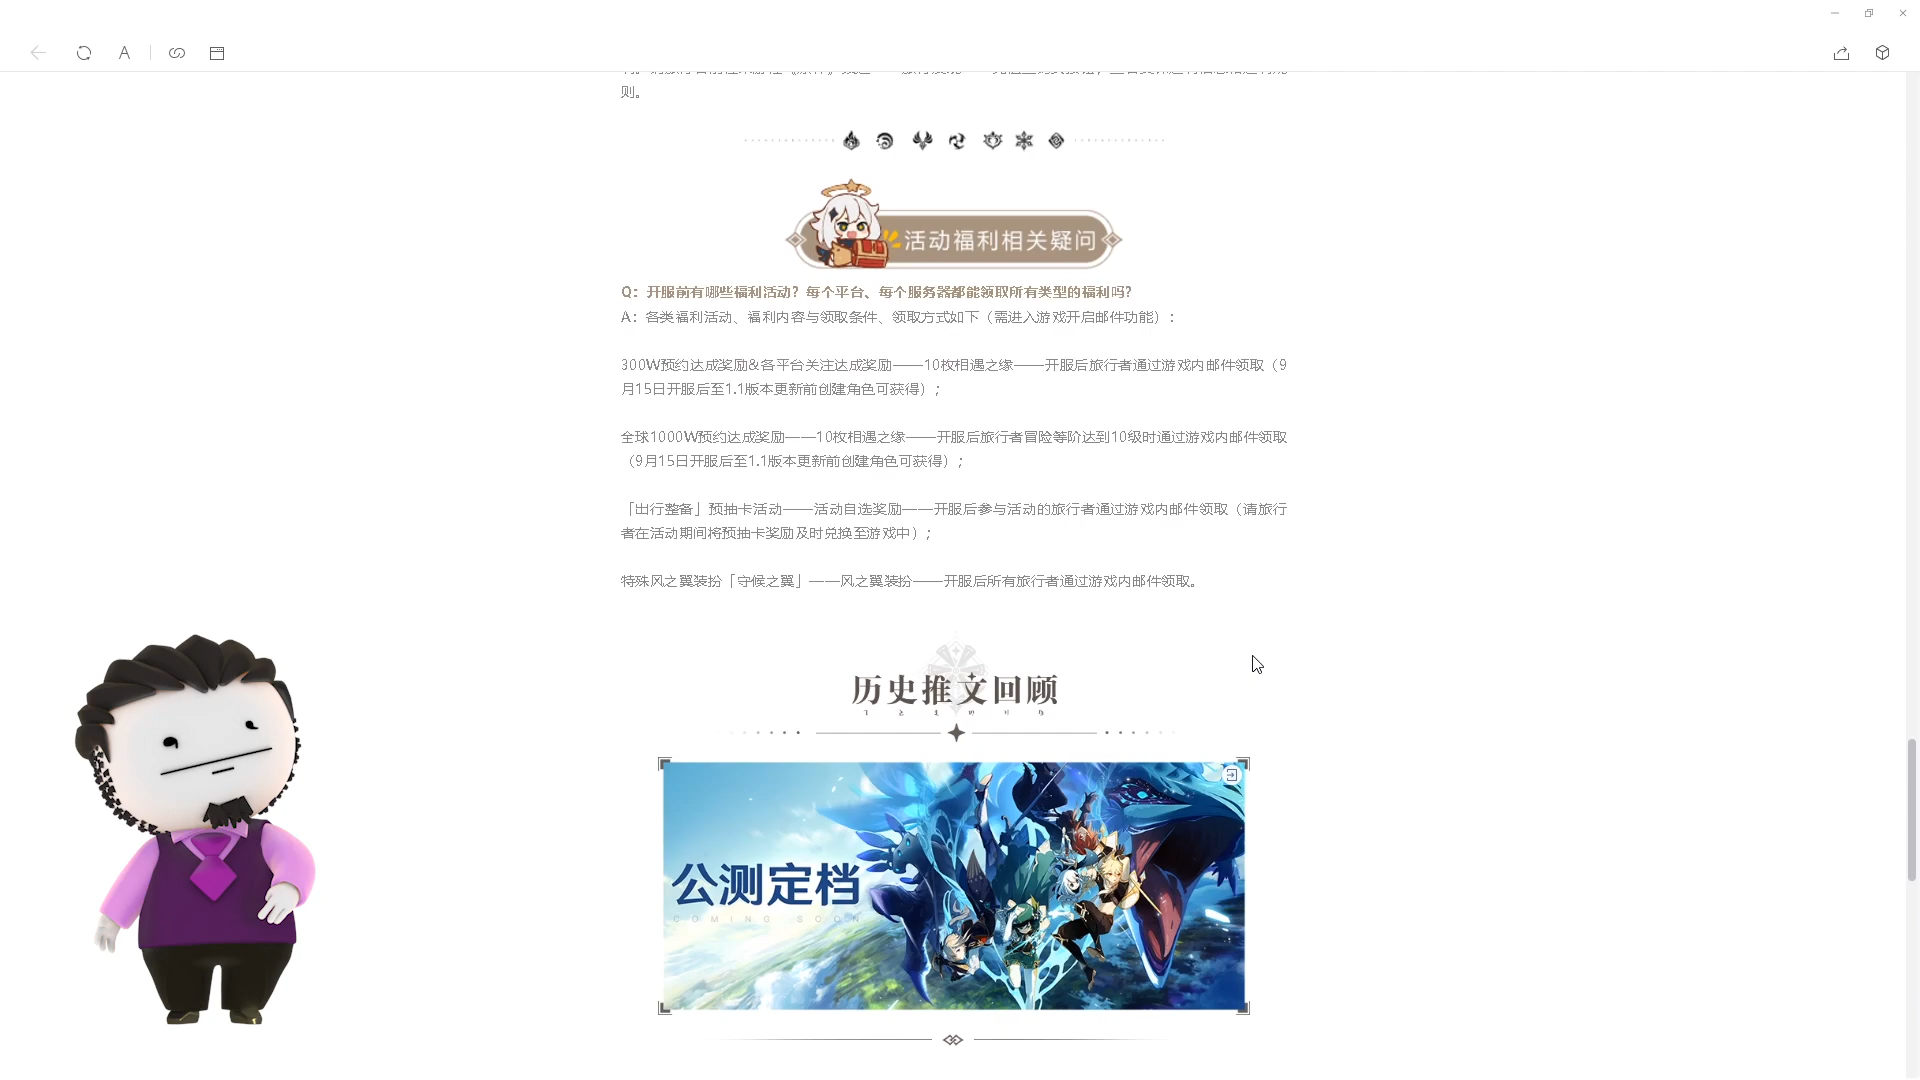 则。
活动福利相关疑问
Q：开服前有哪些福利活动？每个平台、每个服务器都能领取所有类型的福利吗？
A：各类福利活动、福利内容与领取条件、领取方式如下（需进入游戏开启邮件功能）：
300W预约达成奖励&各平台关注达成奖励——10枚相遇之缘——开服后旅行者通过游戏内邮件领取（9
月15日开服后至1.1版本更新前创建角色可获得）；
全球1000W预约达成奖励——10枚相遇之缘——开服后旅行者冒险等阶达到10级时通过游戏内邮件领取
（9月15日开服后至1.1版本更新前创建角色可获得）；
「出行整备」预抽卡活动——活动自选奖励——开服后参与活动的旅行者通过游戏内邮件领取（请旅行
者在活动期间将预抽卡奖励及时兑换至游戏中）；
特殊风之翼装扮「守候之翼」——风之翼装扮——开服后所有旅行者通过游戏内邮件领取。
历史推文回顾
公测定档
COMING SOON